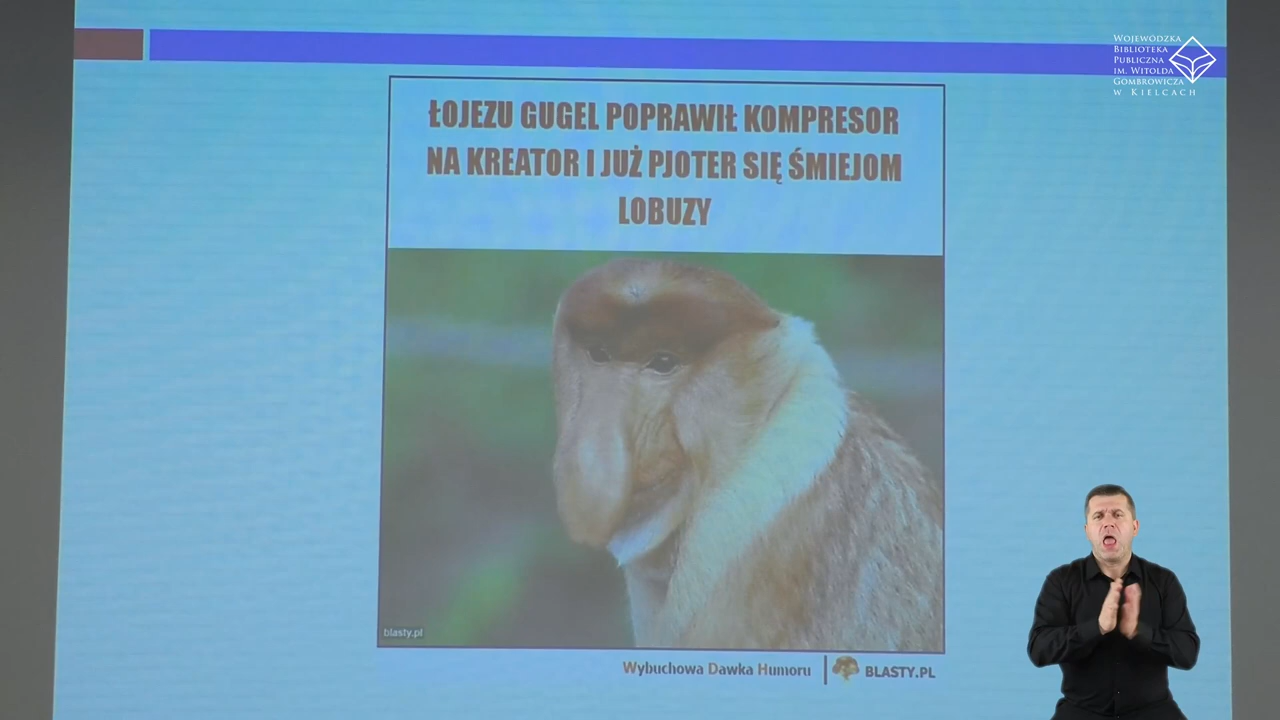 Wojewódzka
Biblioteka
Publiczna
im. Witolda
Gombrowicza
w Kielcach
ŁOJEZU GUGEL POPRAWIŁ KOMPRESOR
NA KREATOR I JUŻ PJOTER SIĘ ŚMIEJOM
LOBUZY
blasty.pl
Wybuchowa Dawka Humoru
BLASTY.PL